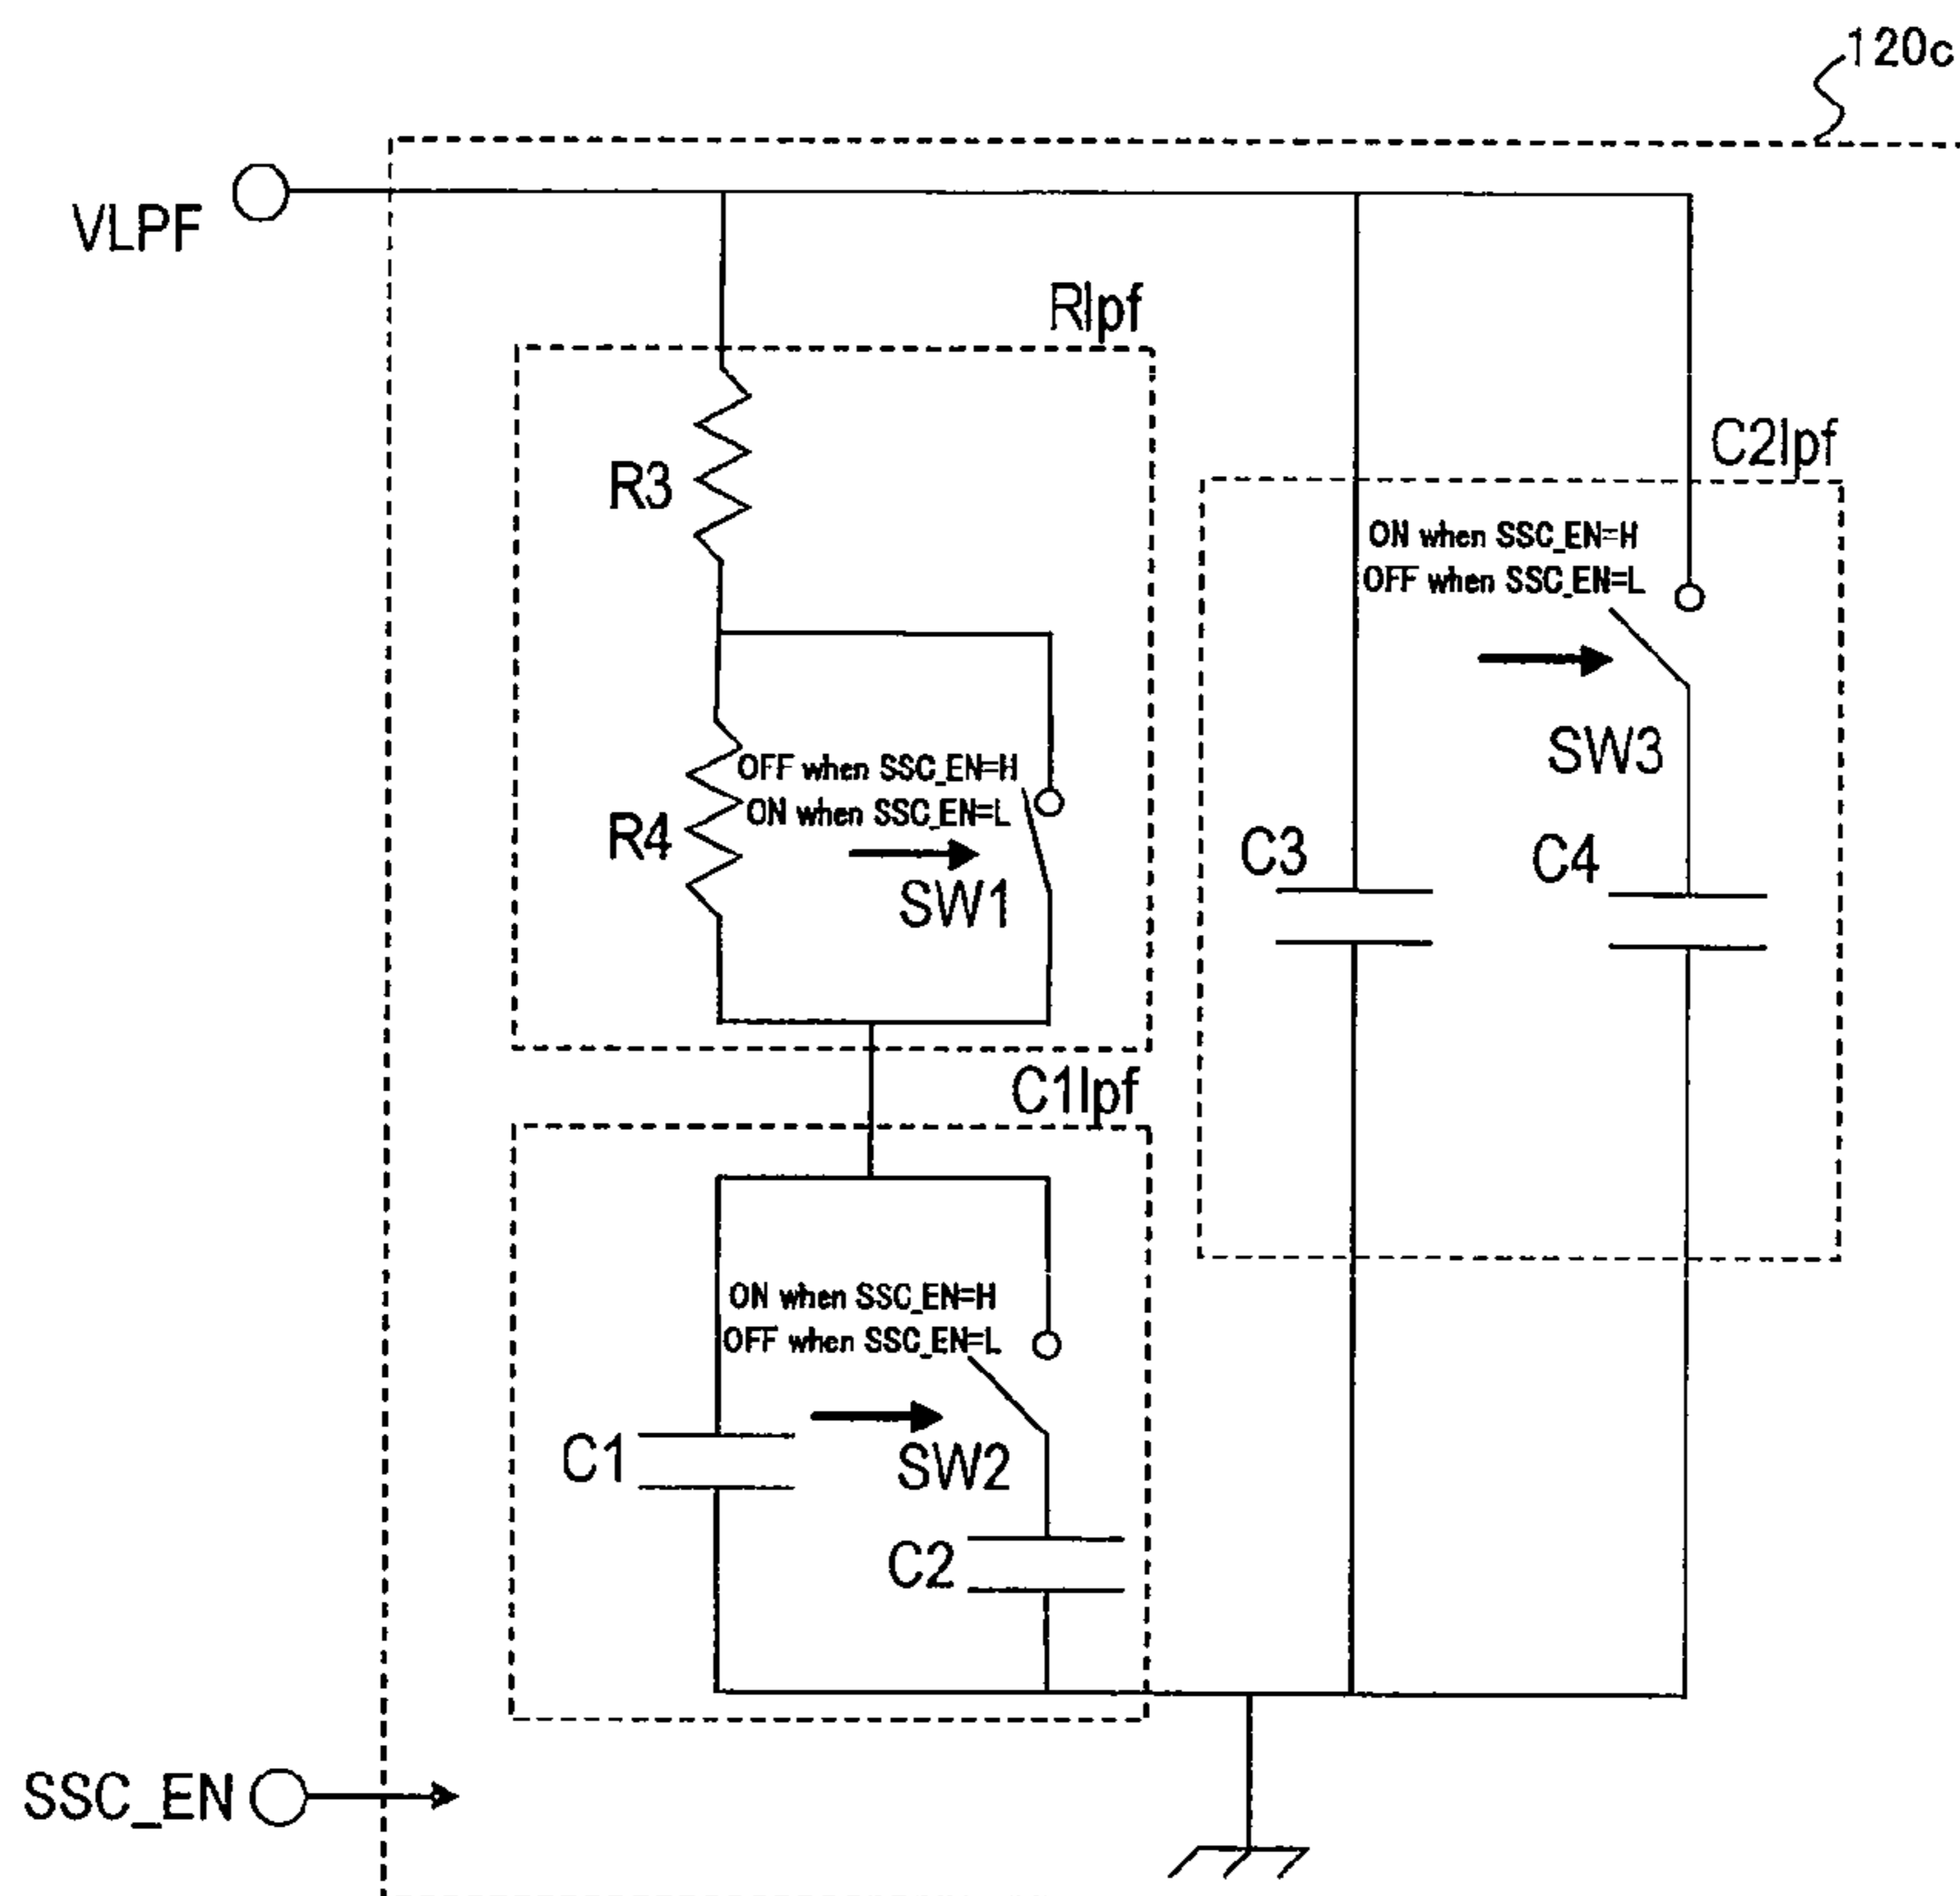 120c
VLPF
Rlpf
C2lpf
R3
ON when SSC_EN=H
OFF when SSC_EN=L
SW3
OFF when SSC_EN=H
ON when SSC_EN=L
R4
SW1
C3
C4
C1lpf
ON when SSC_EN=H
OFF when SSC_EN=L
C1
SW2
C2
SSC_EN